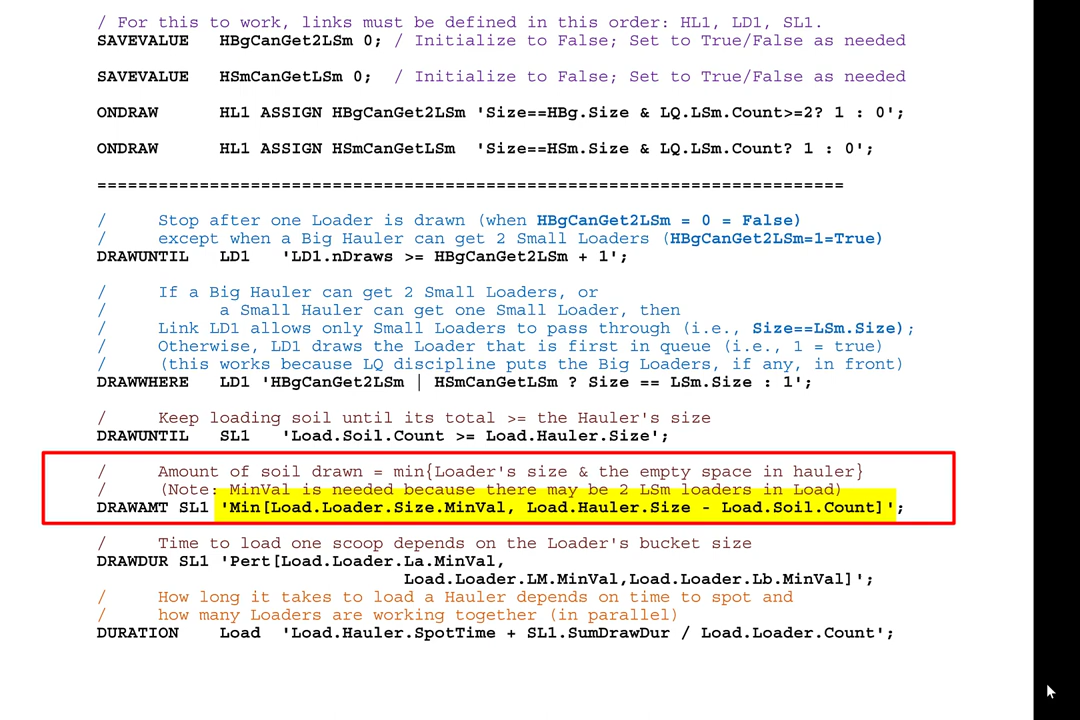 / For this to work, links must be defined in this order: HL1, LD1, SL1.
SAVEVALUE HBgCanGet2LSm 0; / Initialize to False; Set to True/False as needed
SAVEVALUE HSmCanGetLSm 0; / Initialize to False; Set to True/False as needed
ONDRAW HL1 ASSIGN HBgCanGet2LSm 'Size==HBg.Size & LQ.LSm.Count>=2? 1 : 0';
ONDRAW HL1 ASSIGN HSmCanGetLSm 'Size==HSm.Size & LQ.LSm.Count? 1 : 0';
=========================================================================
/ Stop after one Loader is drawn (when HBgCanGet2LSm = 0 = False)
/ except when a Big Hauler can get 2 Small Loaders (HBgCanGet2LSm=1=True)
DRAWUNTIL LD1 'LD1.nDraws >= HBgCanGet2LSm + 1';
/ If a Big Hauler can get 2 Small Loaders, or
/ a Small Hauler can get one Small Loader, then
/ Link LD1 allows only Small Loaders to pass through (i.e., Size==LSm.Size);
/ Otherwise, LD1 draws the Loader that is first in queue (i.e., 1 = true)
/ (this works because LQ discipline puts the Big Loaders, if any, in front)
DRAWWHERE LD1 'HBgCanGet2LSm | HSmCanGetLSm ? Size == LSm.Size : 1';
/ Keep loading soil until its total >= the Hauler's size
DRAWUNTIL SL1 'Load.Soil.Count >= Load.Hauler.Size';
/ Amount of soil drawn = min{Loader's size & the empty space in hauler}
/ (Note: MinVal is needed because there may be 2 LSm loaders in Load)
DRAWAMT SL1 'Min[Load.Loader.Size.MinVal, Load.Hauler.Size - Load.Soil.Count]';
/ Time to load one scoop depends on the Loader's bucket size
DRAWDUR SL1 'Pert[Load.Loader.La.MinVal,
Load.Loader.LM.MinVal,Load.Loader.Lb.MinVal]';
/ How long it takes to load a Hauler depends on time to spot and
/ how many Loaders are working together (in parallel)
DURATION Load 'Load.Hauler.SpotTime + SL1.SumDrawDur / Load.Loader.Count';